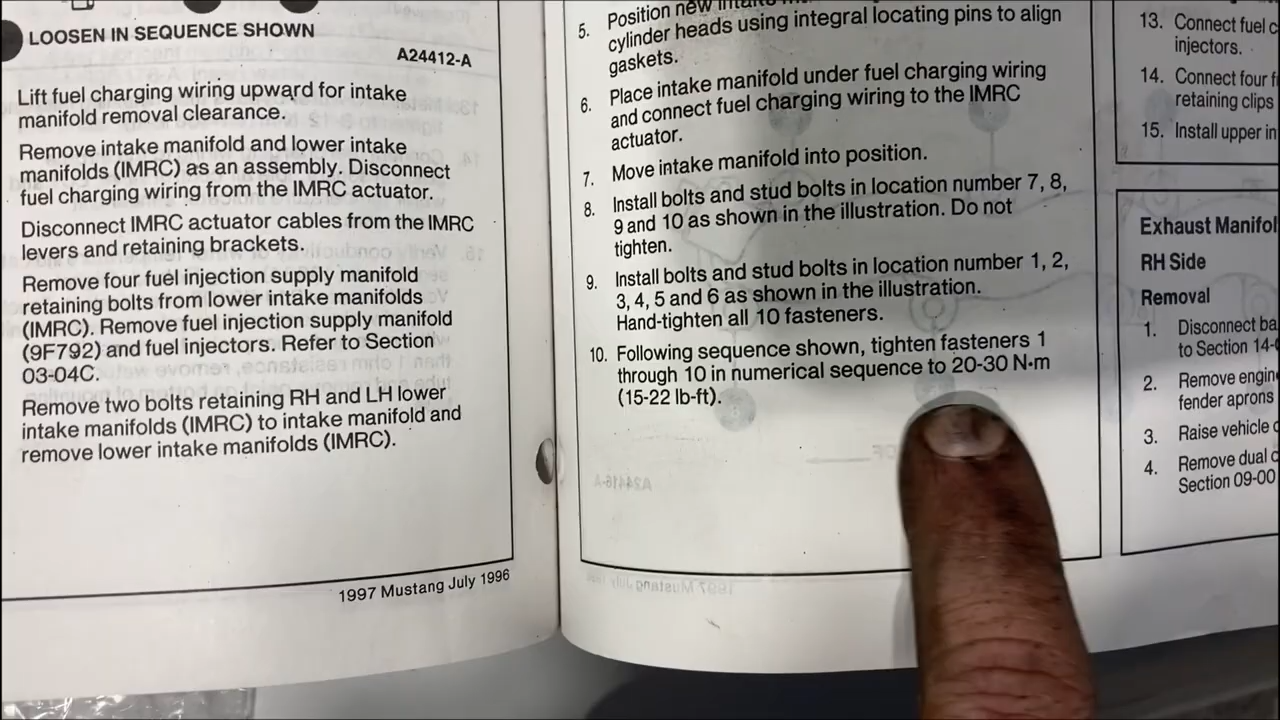 LOOSEN IN SEQUENCE SHOWN
A24412-A
Lift fuel charging wiring upward for intake
manifold removal clearance.
Remove intake manifold and lower intake
manifolds (IMRC) as an assembly. Disconnect
fuel charging wiring from the IMRC actuator.
Disconnect IMRC actuator cables from the IMRC
levers and retaining brackets.
Remove four fuel injection supply manifold
retaining bolts from lower intake manifolds
(IMRC). Remove fuel injection supply manifold
(9F792) and fuel injectors. Refer to Section
03-04C.
Remove two bolts retaining RH and LH lower
intake manifolds (IMRC) to intake manifold and
remove lower intake manifolds (IMRC).
1997 Mustang July 1996
5. Position new
cylinder heads using integral locating pins to align
gaskets.
6. Place intake manifold under fuel charging wiring
and connect fuel charging wiring to the IMRC
actuator.
7. Move intake manifold into position.
8. Install bolts and stud bolts in location number 7, 8,
9 and 10 as shown in the illustration. Do not
tighten.
9. Install bolts and stud bolts in location number 1, 2,
3, 4, 5 and 6 as shown in the illustration.
Hand-tighten all 10 fasteners.
10. Following sequence shown, tighten fasteners 1
through 10 in numerical sequence to 20-30 N•m
(15-22 lb-ft).
13. Connect fuel c
injectors.
14. Connect four f
retaining clips
15. Install upper in
Exhaust Manifol
RH Side
Removal
1. Disconnect ba
to Section 14-
2. Remove engin
fender aprons
3. Raise vehicle
4. Remove dual c
Section 09-00